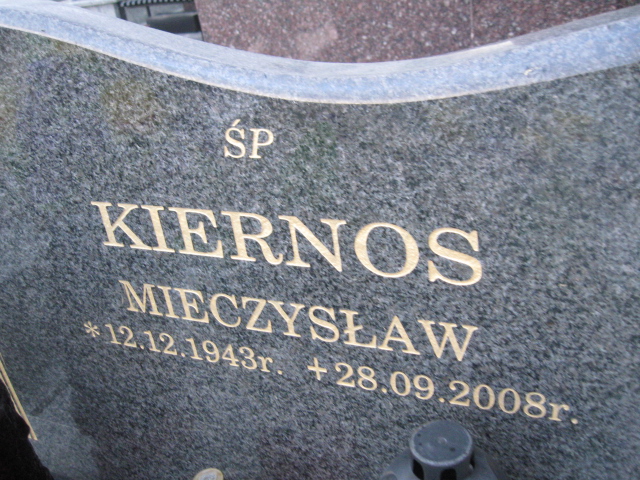 ŚP
KIERNOS
MIECZYSŁAW
*12.12.1943r. +28.09.2008r.